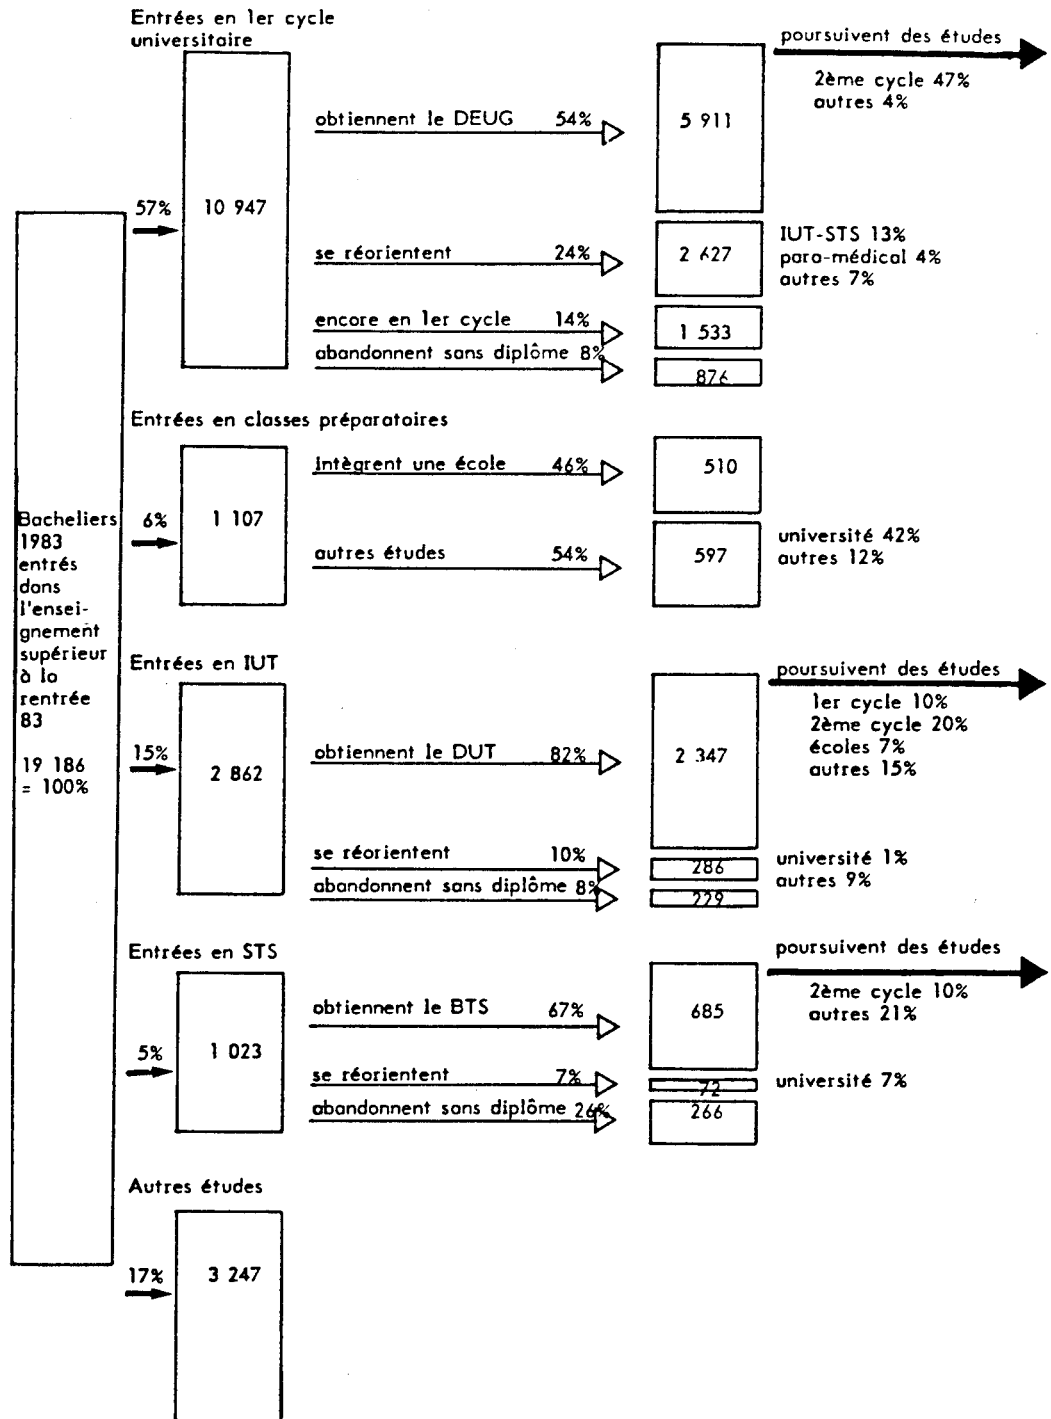 Entrées en 1er cycle
universitaire
poursuivent des études
2ème cycle 47%
autres 4%
obtiennent le DEUG 54%
5 911
57%
10 947
se réorientent 24%
2 627
IUT-STS 13%
para-médical 4%
autres 7%
encore en 1er cycle 14%
1 533
abandonnent sans diplôme 8%
876
Entrées en classes préparatoires
Intègrent une école 46%
510
6%
1 107
autres études 54%
597
université 42%
autres 12%
Bacheliers
1983
entrés
dans
l'ensei-
gnement
supérieur
à la
rentrée
83
19 186
= 100%
Entrées en IUT
poursuivent des études
1er cycle 10%
2ème cycle 20%
écoles 7%
autres 15%
15%
2 862
obtiennent le DUT 82%
2 347
se réorientent 10%
286
université 1%
autres 9%
abandonnent sans diplôme 8%
229
Entrées en STS
poursuivent des études
2ème cycle 10%
autres 21%
obtiennent le BTS 67%
685
5%
1 023
se réorientent 7%
72
université 7%
abandonnent sans diplôme 26%
266
Autres études
17%
3 247